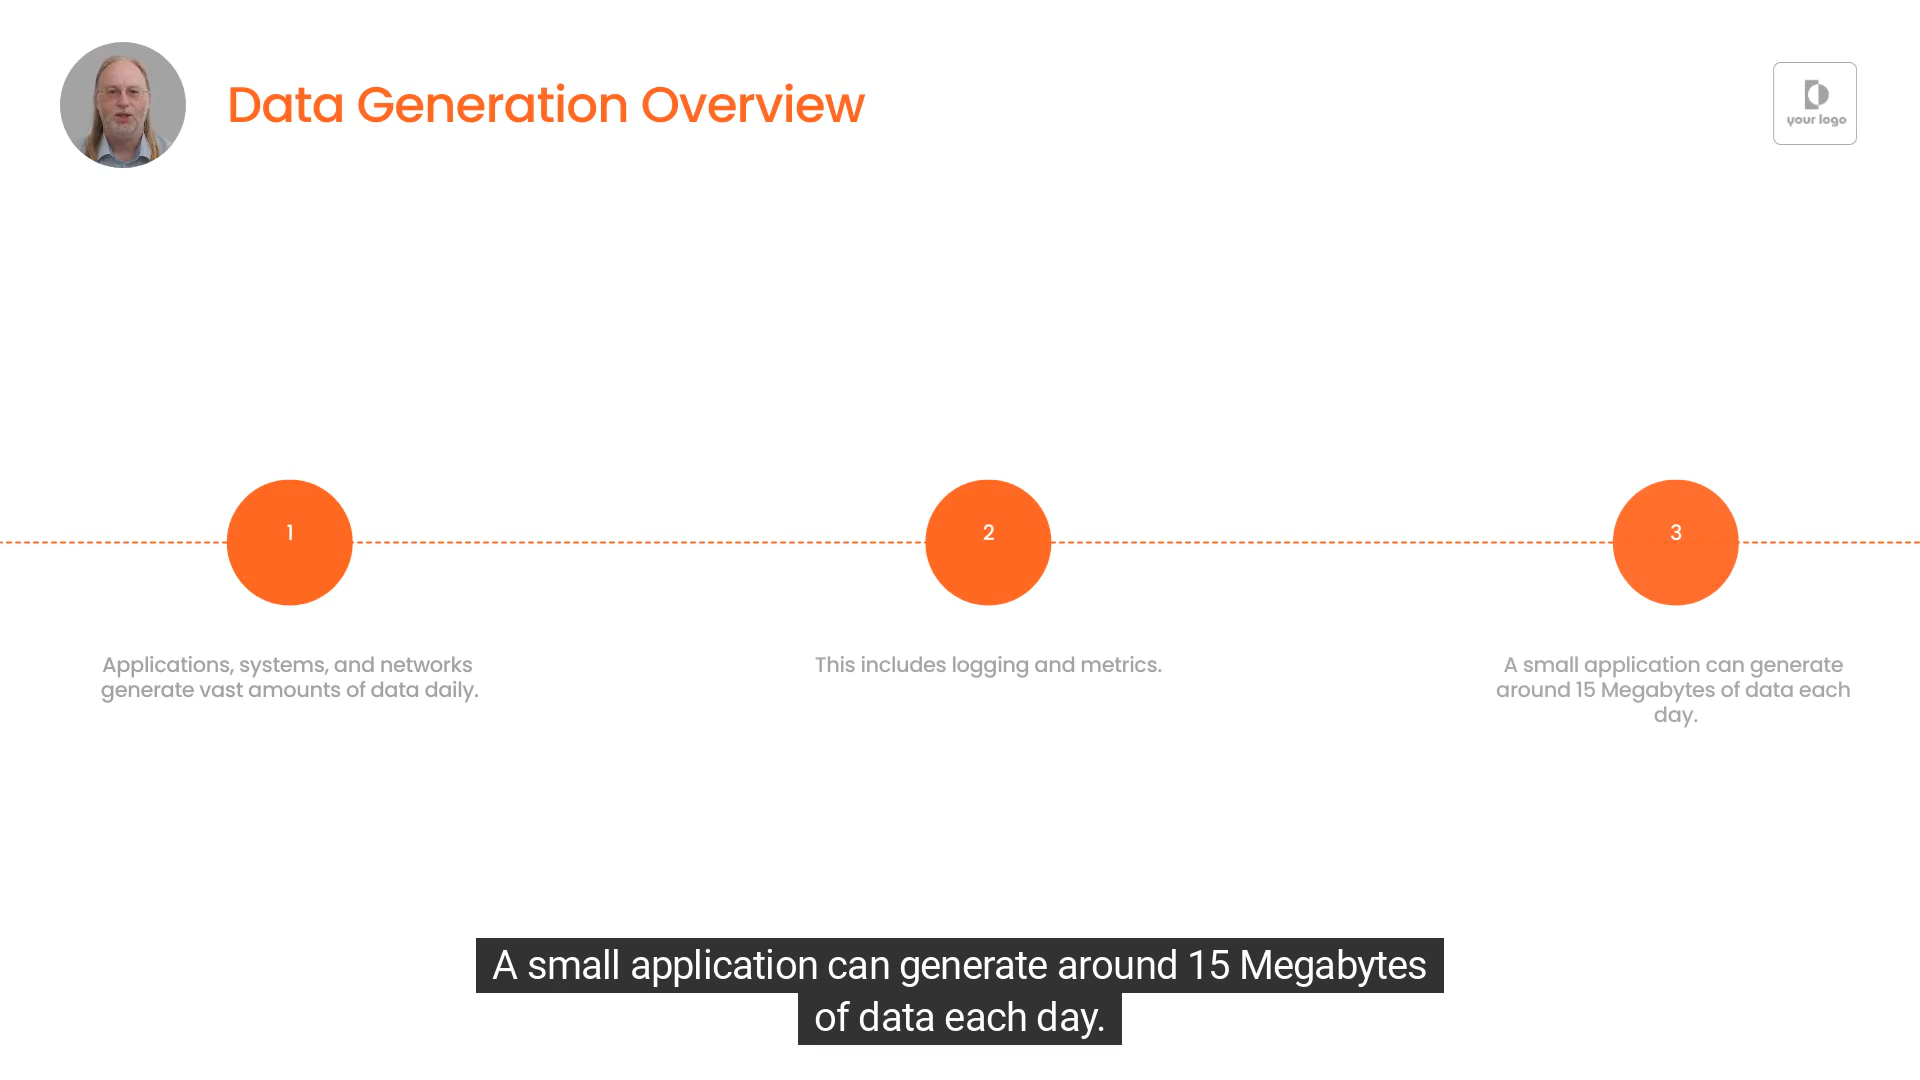 Data Generation Overview
your logo
1
2
3
Applications, systems, and networks
generate vast amounts of data daily.
This includes logging and metrics.
A small application can generate
around 15 Megabytes of data each
day.
A small application can generate around 15 Megabytes
of data each day.